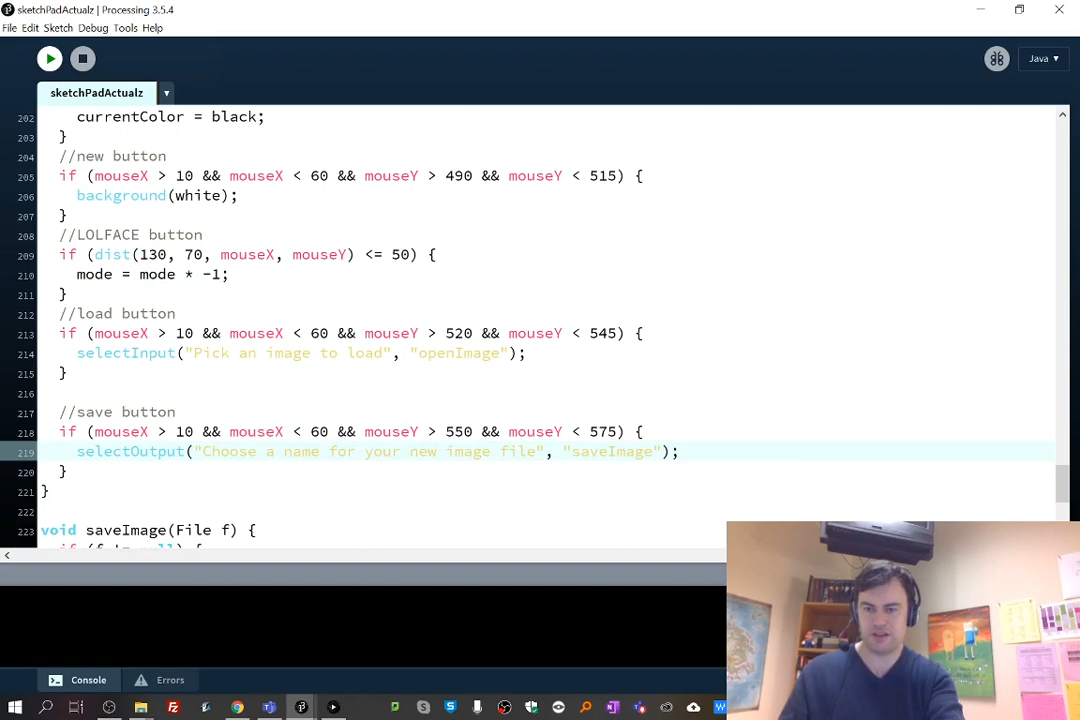 sketchPadActualz | Processing 3.5.4
File Edit Sketch Debug Tools Help
Java ▾
sketchPadActualz
202 currentColor = black;
203 }
204 //new button
205 if (mouseX > 10 && mouseX < 60 && mouseY > 490 && mouseY < 515) {
206 background(white);
207 }
208 //LOLFACE button
209 if (dist(130, 70, mouseX, mouseY) <= 50) {
210 mode = mode * -1;
211 }
212 //load button
213 if (mouseX > 10 && mouseX < 60 && mouseY > 520 && mouseY < 545) {
214 selectInput("Pick an image to load", "openImage");
215 }
216
217 //save button
218 if (mouseX > 10 && mouseX < 60 && mouseY > 550 && mouseY < 575) {
219 selectOutput("Choose a name for your new image file", "saveImage");
220 }
221 }
222
223 void saveImage(File f) {
Console
Errors